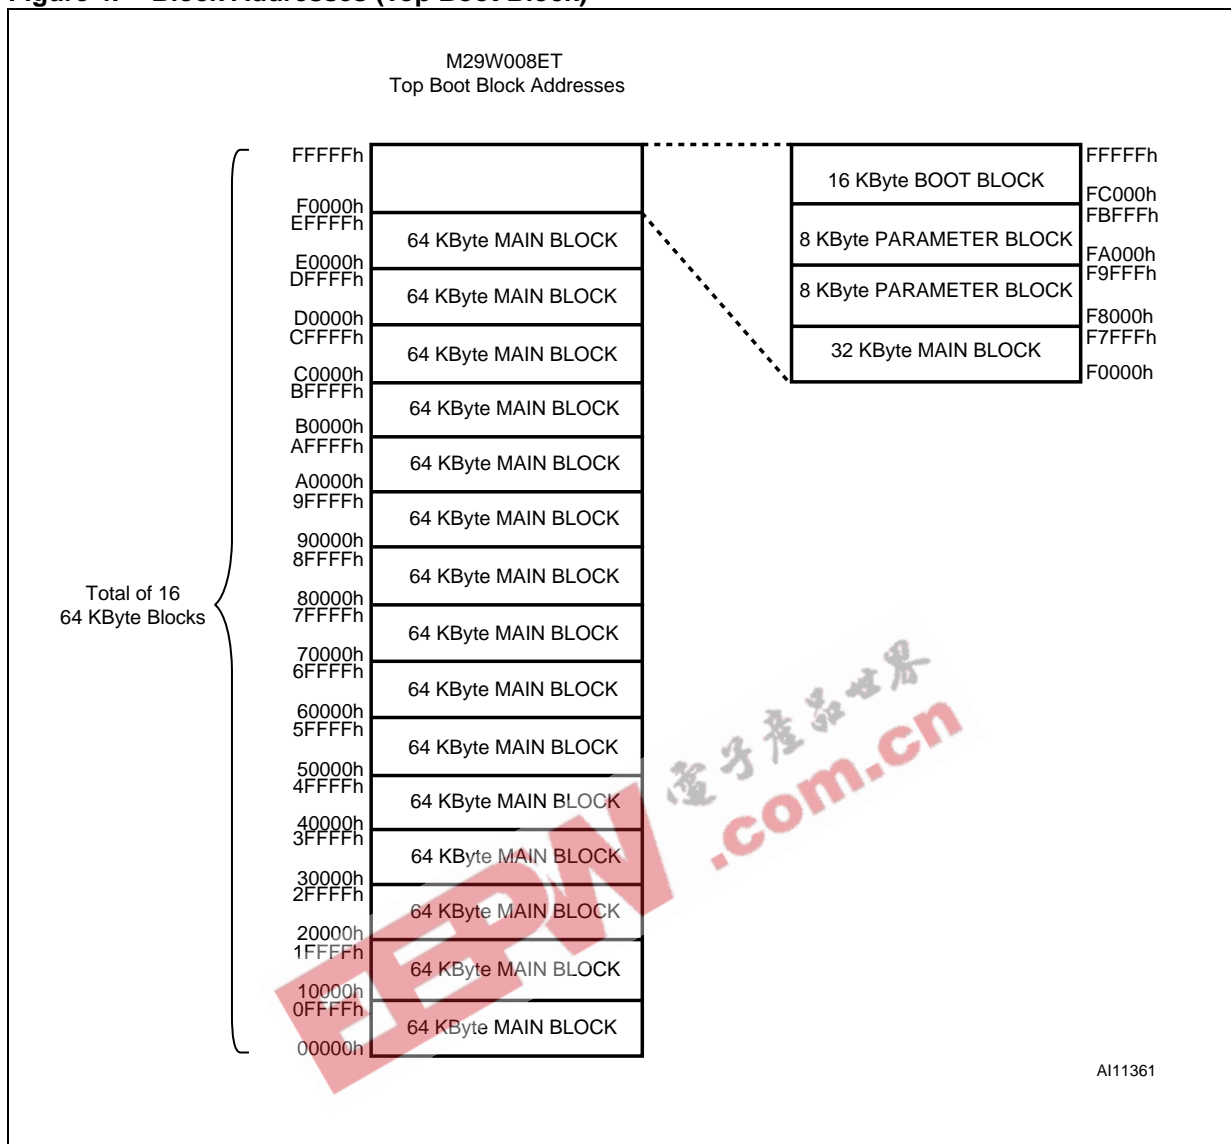 M29W008ET
Top Boot Block Addresses
FFFFFh
F0000h
EFFFFh
64 KByte MAIN BLOCK
E0000h
DFFFFh
64 KByte MAIN BLOCK
D0000h
CFFFFh
64 KByte MAIN BLOCK
C0000h
BFFFFh
64 KByte MAIN BLOCK
B0000h
AFFFFh
64 KByte MAIN BLOCK
A0000h
9FFFFh
64 KByte MAIN BLOCK
90000h
8FFFFh
64 KByte MAIN BLOCK
80000h
7FFFFh
64 KByte MAIN BLOCK
70000h
6FFFFh
64 KByte MAIN BLOCK
60000h
5FFFFh
64 KByte MAIN BLOCK
50000h
4FFFFh
64 KByte MAIN BLOCK
40000h
3FFFFh
64 KByte MAIN BLOCK
30000h
2FFFFh
64 KByte MAIN BLOCK
20000h
1FFFFh
64 KByte MAIN BLOCK
10000h
0FFFFh
64 KByte MAIN BLOCK
00000h
Total of 16
64 KByte Blocks
FFFFFh
16 KByte BOOT BLOCK
FC000h
FBFFFh
8 KByte PARAMETER BLOCK
FA000h
F9FFFh
8 KByte PARAMETER BLOCK
F8000h
F7FFFh
32 KByte MAIN BLOCK
F0000h
EEPW
電子產品世界
.com.cn
AI11361